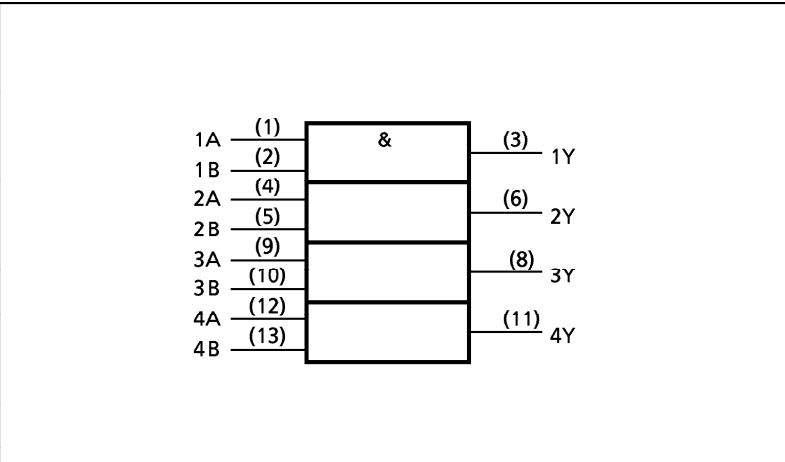 1A (1) & (3) 1Y
1B (2)
2A (4) (6) 2Y
2B (5)
3A (9) (8) 3Y
3B (10)
4A (12) (11) 4Y
4B (13)